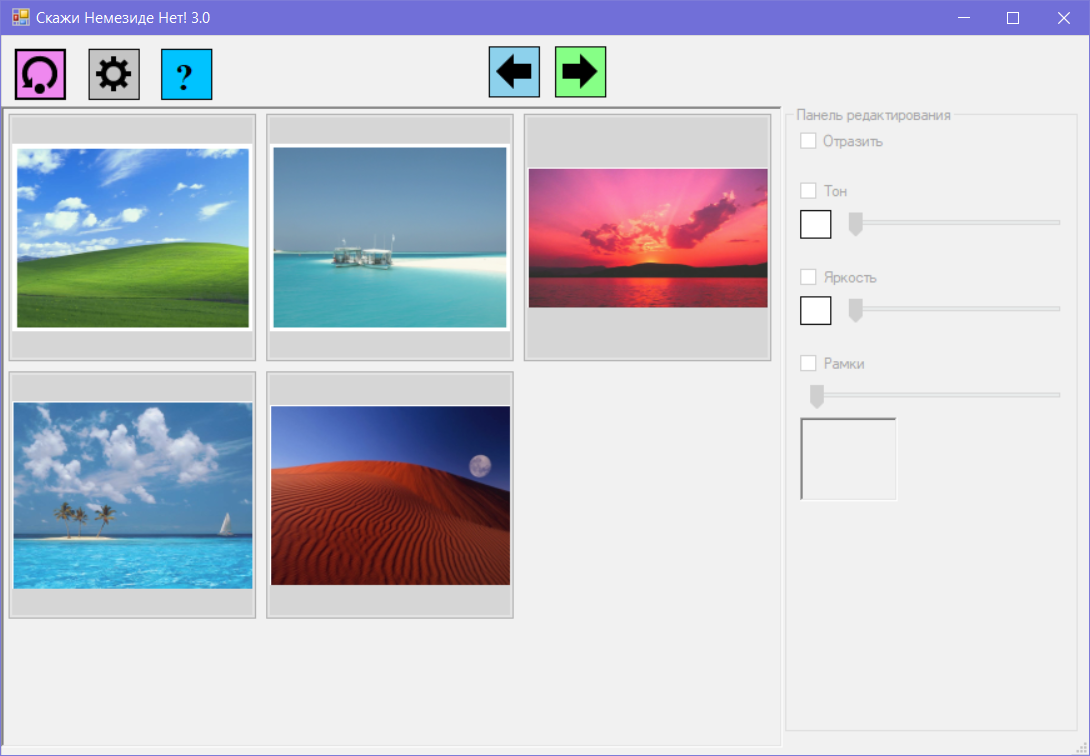 Скажи Немезиде Нет! 3.0
?
Панель редактирования
Отразить
Тон
Яркость
Рамки